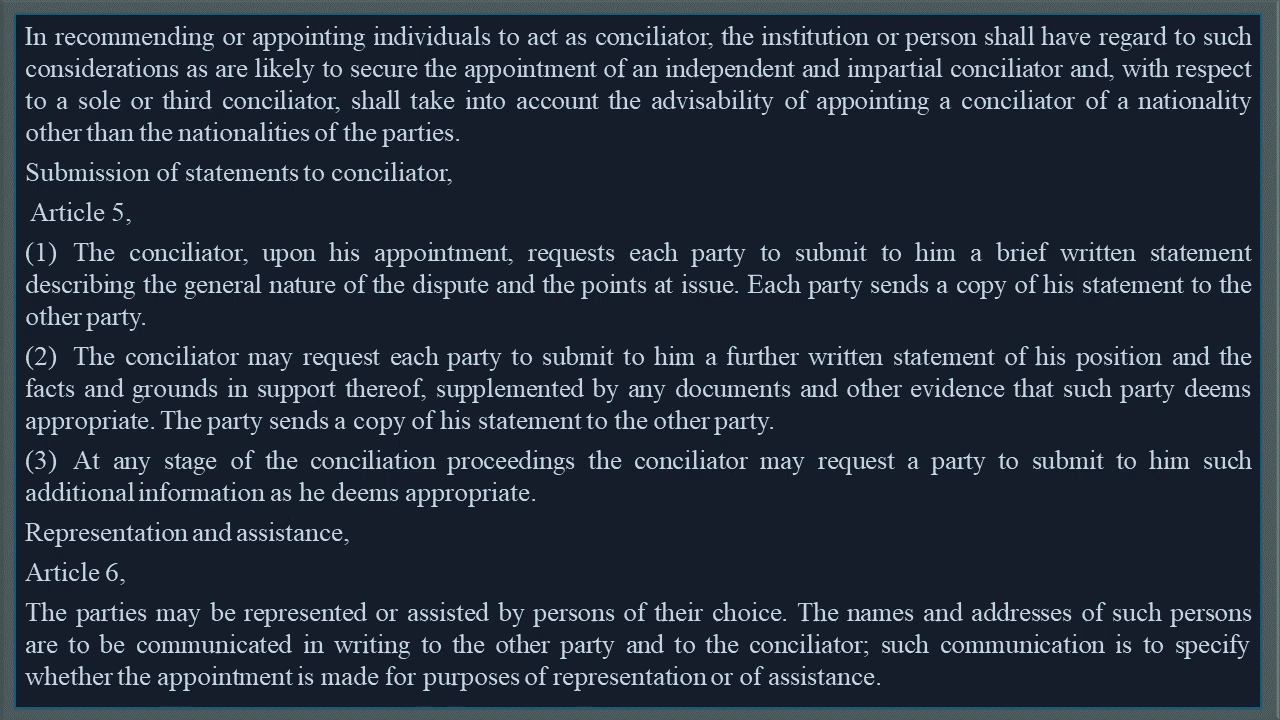 In recommending or appointing individuals to act as conciliator, the institution or person shall have regard to such
considerations as are likely to secure the appointment of an independent and impartial conciliator and, with respect
to a sole or third conciliator, shall take into account the advisability of appointing a conciliator of a nationality
other than the nationalities of the parties.
Submission of statements to conciliator,
Article 5,
(1) The conciliator, upon his appointment, requests each party to submit to him a brief written statement
describing the general nature of the dispute and the points at issue. Each party sends a copy of his statement to the
other party.
(2) The conciliator may request each party to submit to him a further written statement of his position and the
facts and grounds in support thereof, supplemented by any documents and other evidence that such party deems
appropriate. The party sends a copy of his statement to the other party.
(3) At any stage of the conciliation proceedings the conciliator may request a party to submit to him such
additional information as he deems appropriate.
Representation and assistance,
Article 6,
The parties may be represented or assisted by persons of their choice. The names and addresses of such persons
are to be communicated in writing to the other party and to the conciliator; such communication is to specify
whether the appointment is made for purposes of representation or of assistance.